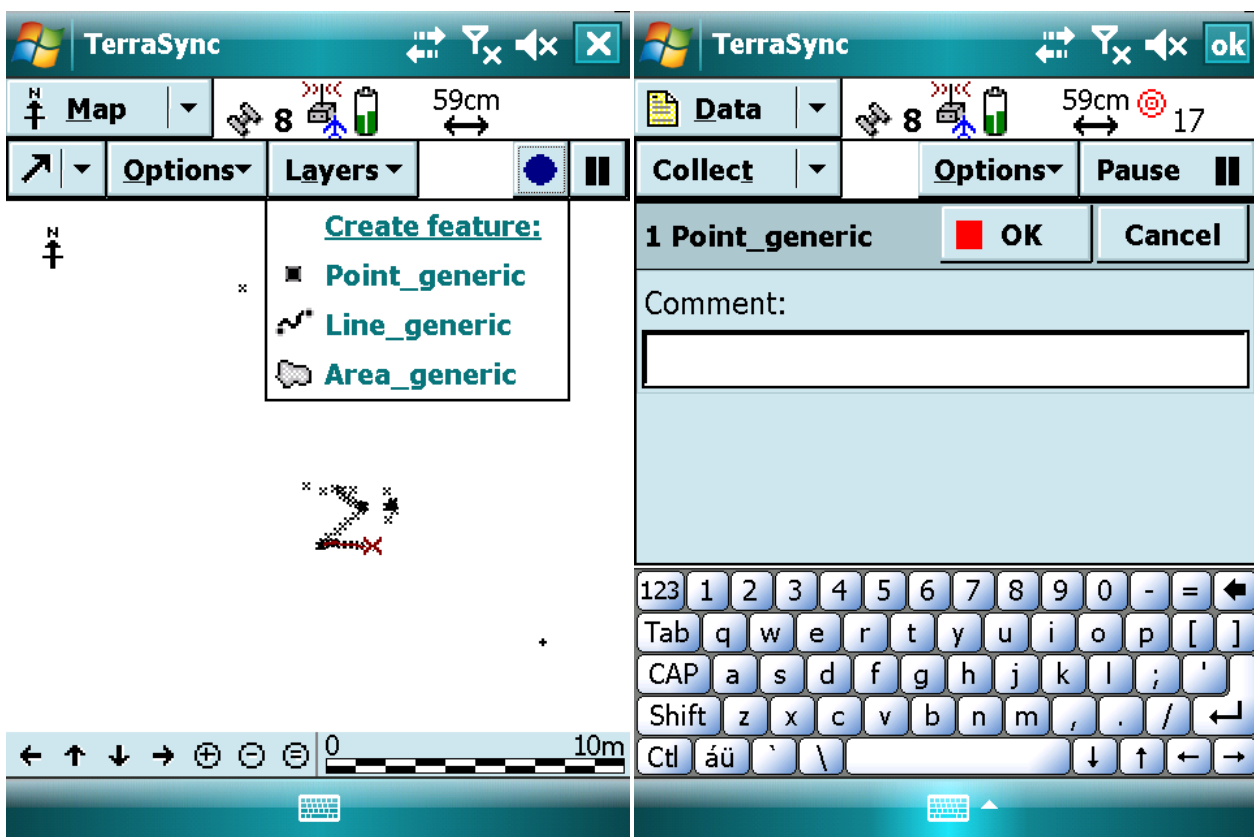 TerraSync
N
Map
8
59cm
Options
Layers
Create feature:
Point_generic
Line_generic
Area_generic
N
0 10m
TerraSync ok
Data
8
59cm
17
Collect
Options
Pause
1 Point_generic
OK
Cancel
Comment:
123 1 2 3 4 5 6 7 8 9 0 - =
Tab q w e r t y u i o p [ ]
CAP a s d f g h j k l ; '
Shift z x c v b n m , . /
Ctl áü ` \